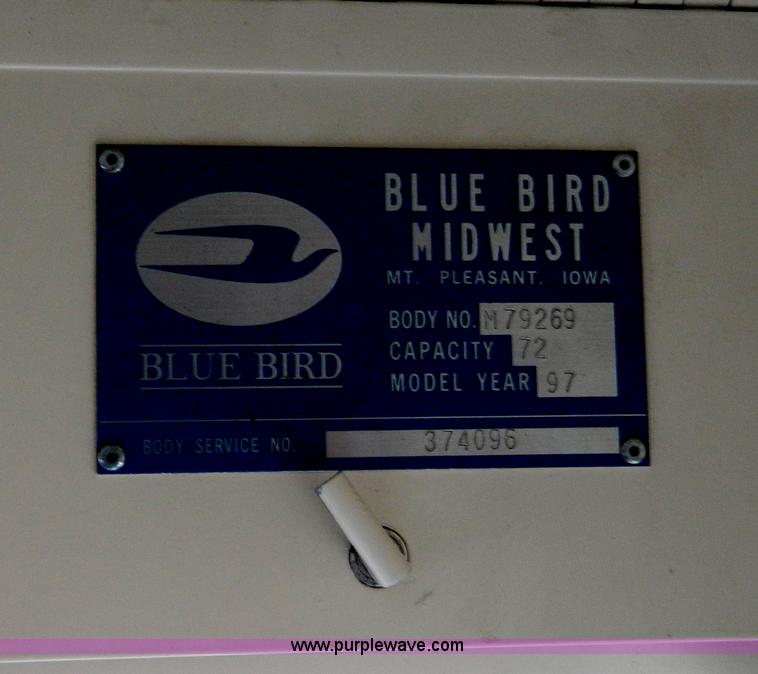 BLUE BIRD
MIDWEST
MT. PLEASANT, IOWA
BODY NO. M79269
CAPACITY 72
MODEL YEAR 97
BLUE BIRD
BODY SERVICE NO. 374096
www.purplewave.com